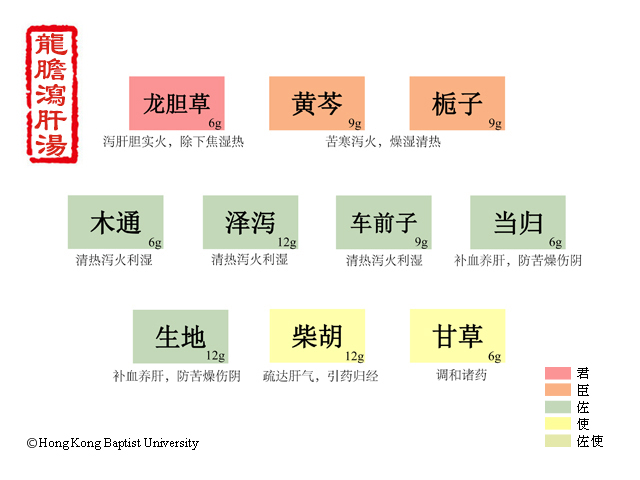 龍膽瀉肝湯
龙胆草 黄芩 栀子
6g 9g 9g
泻肝胆实火，除下焦湿热 苦寒泻火，燥湿清热
木通 泽泻 车前子 当归
6g 12g 9g 6g
清热泻火利湿 清热泻火利湿 清热泻火利湿 补血养肝，防苦燥伤阴
生地 柴胡 甘草
12g 12g 6g
补血养肝，防苦燥伤阴 疏达肝气，引药归经 调和诸药
君
臣
佐
使
佐使
©Hong Kong Baptist University